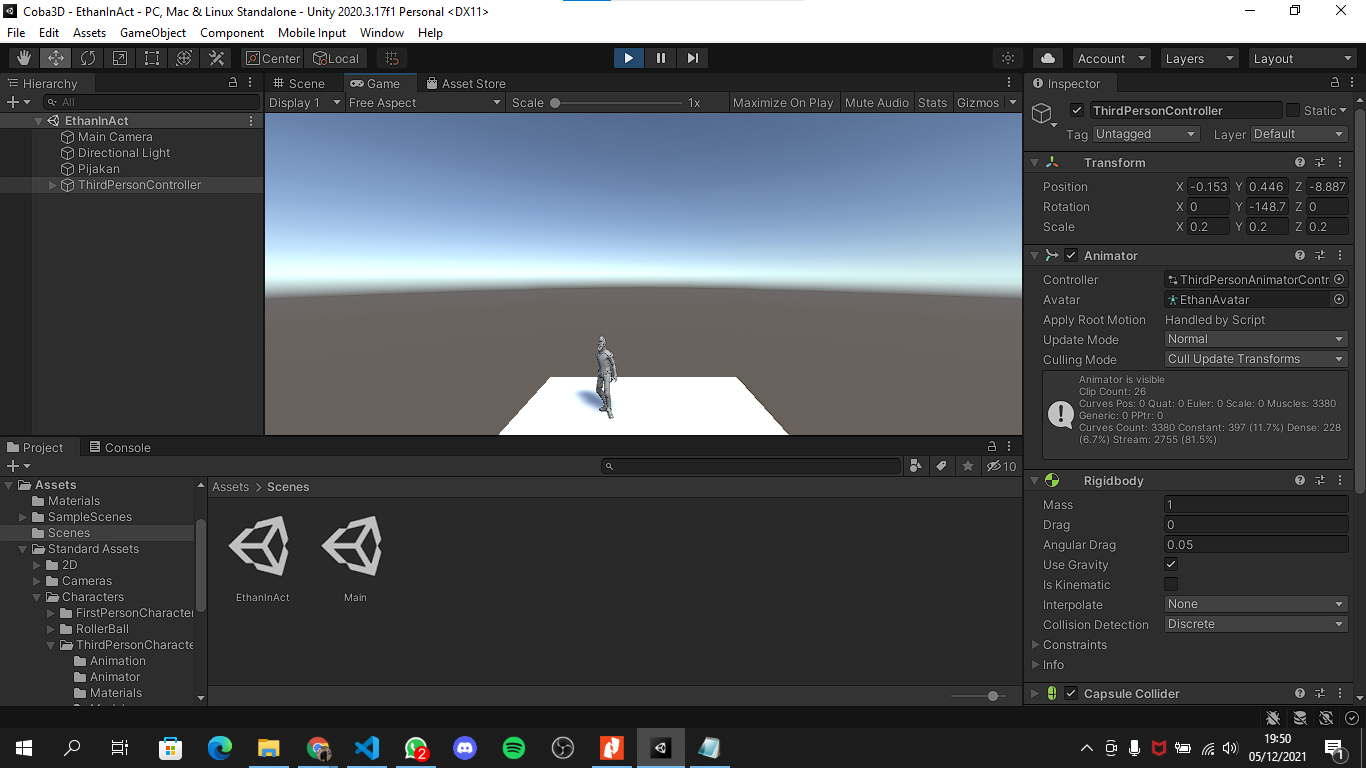 Coba3D - EthanInAct - PC, Mac & Linux Standalone - Unity 2020.3.17f1 Personal <DX11>
File Edit Assets GameObject Component Mobile Input Window Help
Center Local Account Layers Layout
Hierarchy
All
EthanInAct
Main Camera
Directional Light
Pijakan
ThirdPersonController
Scene Game Asset Store
Display 1 Free Aspect Scale 1x Maximize On Play Mute Audio Stats Gizmos
Inspector
ThirdPersonController Static
Tag Untagged Layer Default
Transform
Position X -0.153 Y 0.446 Z -8.887
Rotation X 0 Y -148.7 Z 0
Scale X 0.2 Y 0.2 Z 0.2
Animator
Controller ThirdPersonAnimatorContr
Avatar EthanAvatar
Apply Root Motion Handled by Script
Update Mode Normal
Culling Mode Cull Update Transforms
Animator is visible
Clip Count: 26
Curves Pos: 0 Quat: 0 Euler: 0 Scale: 0 Muscles: 3380
Generic: 0 PPtr: 0
Curves Count: 3380 Constant: 397 (11.7%) Dense: 228
(6.7%) Stream: 2755 (81.5%)
Rigidbody
Mass 1
Drag 0
Angular Drag 0.05
Use Gravity
Is Kinematic
Interpolate None
Collision Detection Discrete
Constraints
Info
Capsule Collider
Project Console
10
Assets
Materials
SampleScenes
Scenes
Standard Assets
2D
Cameras
Characters
FirstPersonCharacter
RollerBall
ThirdPersonCharacte
Animation
Animator
Materials
Assets > Scenes
EthanInAct Main
2
19:50
05/12/2021
1